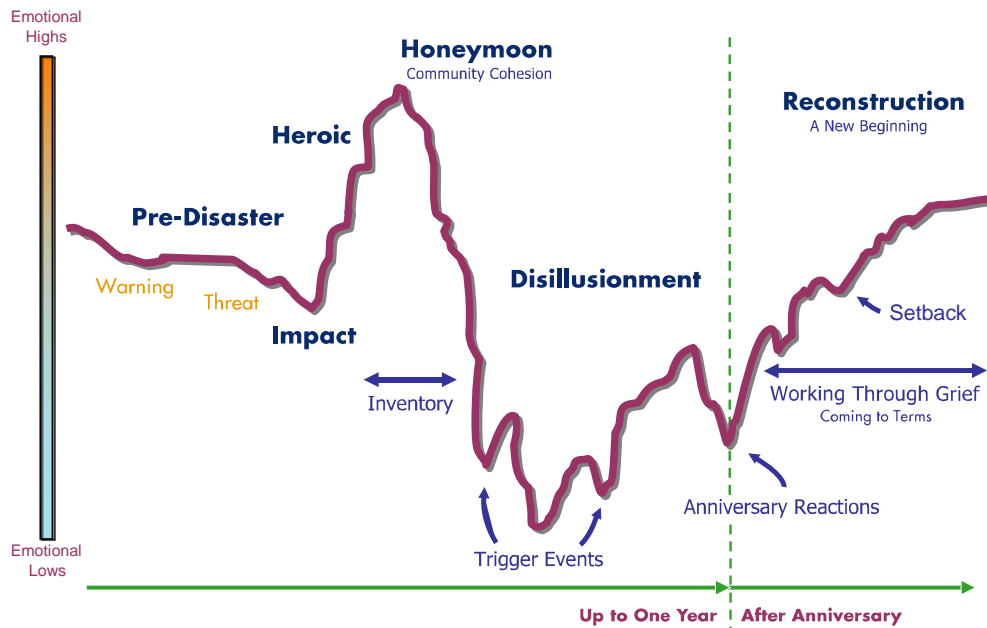 Emotional
Highs
Honeymoon
Community Cohesion
Reconstruction
A New Beginning
Heroic
Pre-Disaster
Warning
Threat
Disillusionment
Impact
Setback
Inventory
Working Through Grief
Coming to Terms
Anniversary Reactions
Trigger Events
Emotional
Lows
Up to One Year
After Anniversary